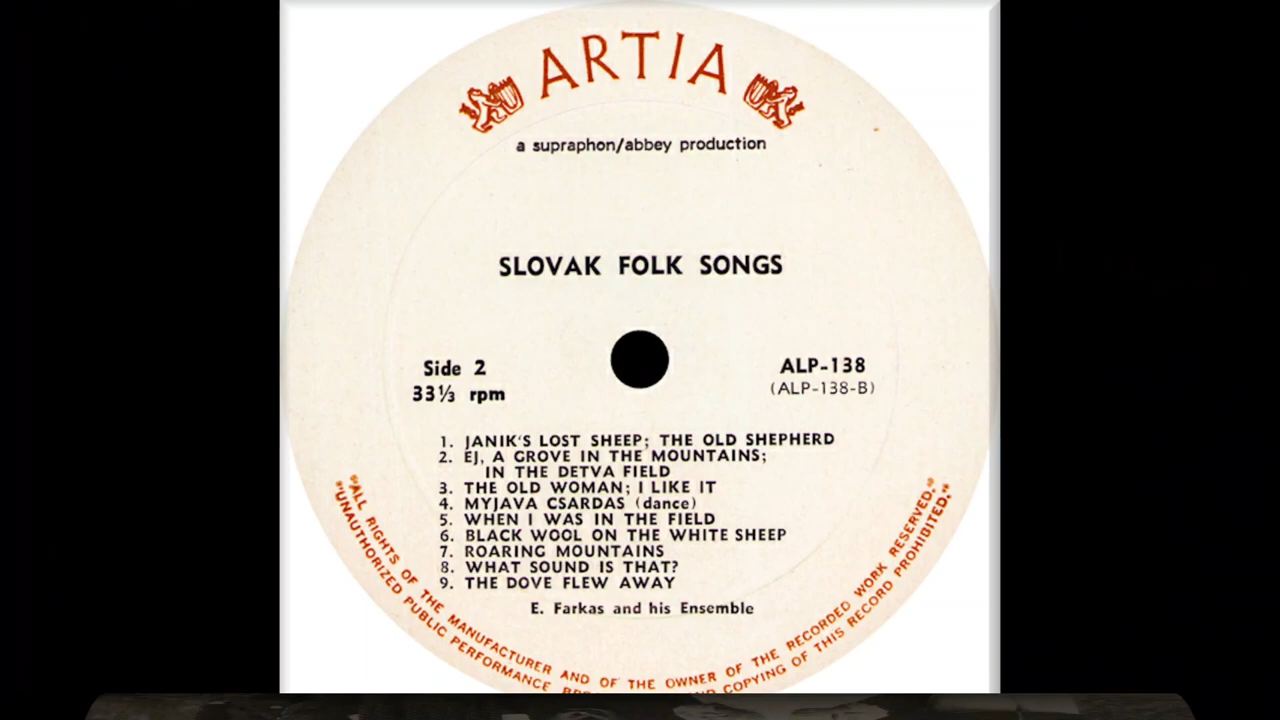 ARTIA
a supraphon/abbey production
SLOVAK FOLK SONGS
Side 2
33⅓ rpm
ALP-138
(ALP-138-B)
1. JANIK'S LOST SHEEP; THE OLD SHEPHERD
2. EJ, A GROVE IN THE MOUNTAINS;
IN THE DETVA FIELD
3. THE OLD WOMAN; I LIKE IT
4. MYJAVA CSARDAS (dance)
5. WHEN I WAS IN THE FIELD
6. BLACK WOOL ON THE WHITE SHEEP
7. ROARING MOUNTAINS
8. WHAT SOUND IS THAT?
9. THE DOVE FLEW AWAY
E. Farkas and his Ensemble
"ALL RIGHTS OF THE MANUFACTURER AND OF THE OWNER OF THE RECORDED WORK RESERVED."
"UNAUTHORIZED PUBLIC PERFORMANCE COPYING OF THIS RECORD PROHIBITED."